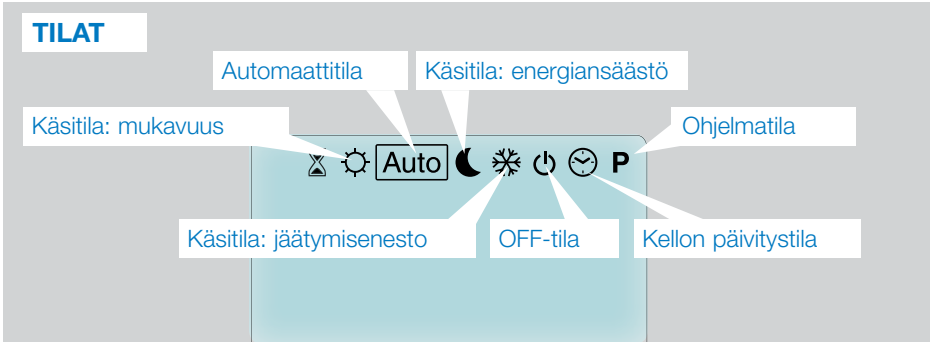 TILAT
Automaattitila
Käsitila: energiansäästö
Käsitila: mukavuus
Ohjelmatila
Auto P
Käsitila: jäätymisenesto
OFF-tila
Kellon päivitystila